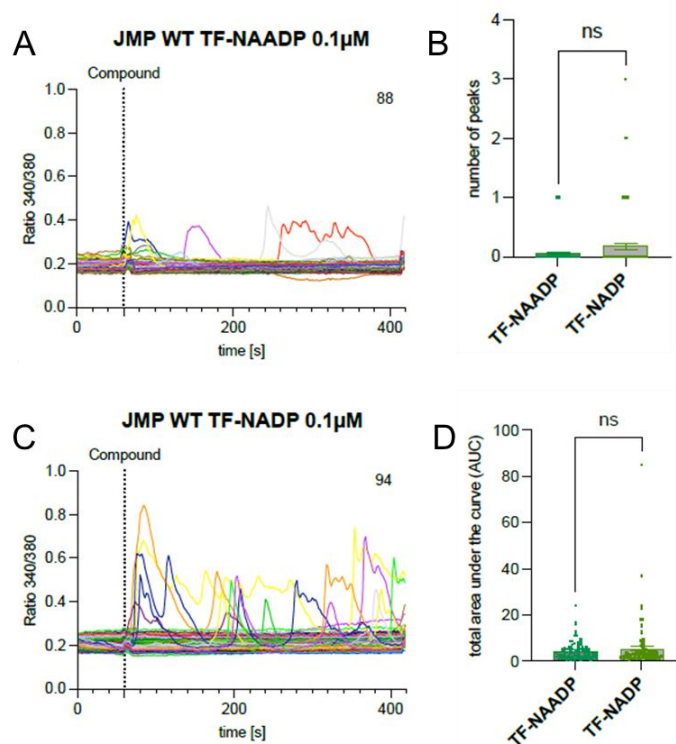 A
JMP WT TF-NAADP 0.1µM
Compound
88
1.0
0.8
0.6
0.4
0.2
0.0
Ratio 340/380
0
200
400
time [s]
B
ns
4
3
2
1
0
number of peaks
TF-NAADP
TF-NADP
C
JMP WT TF-NADP 0.1µM
Compound
94
1.0
0.8
0.6
0.4
0.2
0.0
Ratio 340/380
0
200
400
time [s]
D
ns
100
80
60
40
20
0
total area under the curve (AUC)
TF-NAADP
TF-NADP